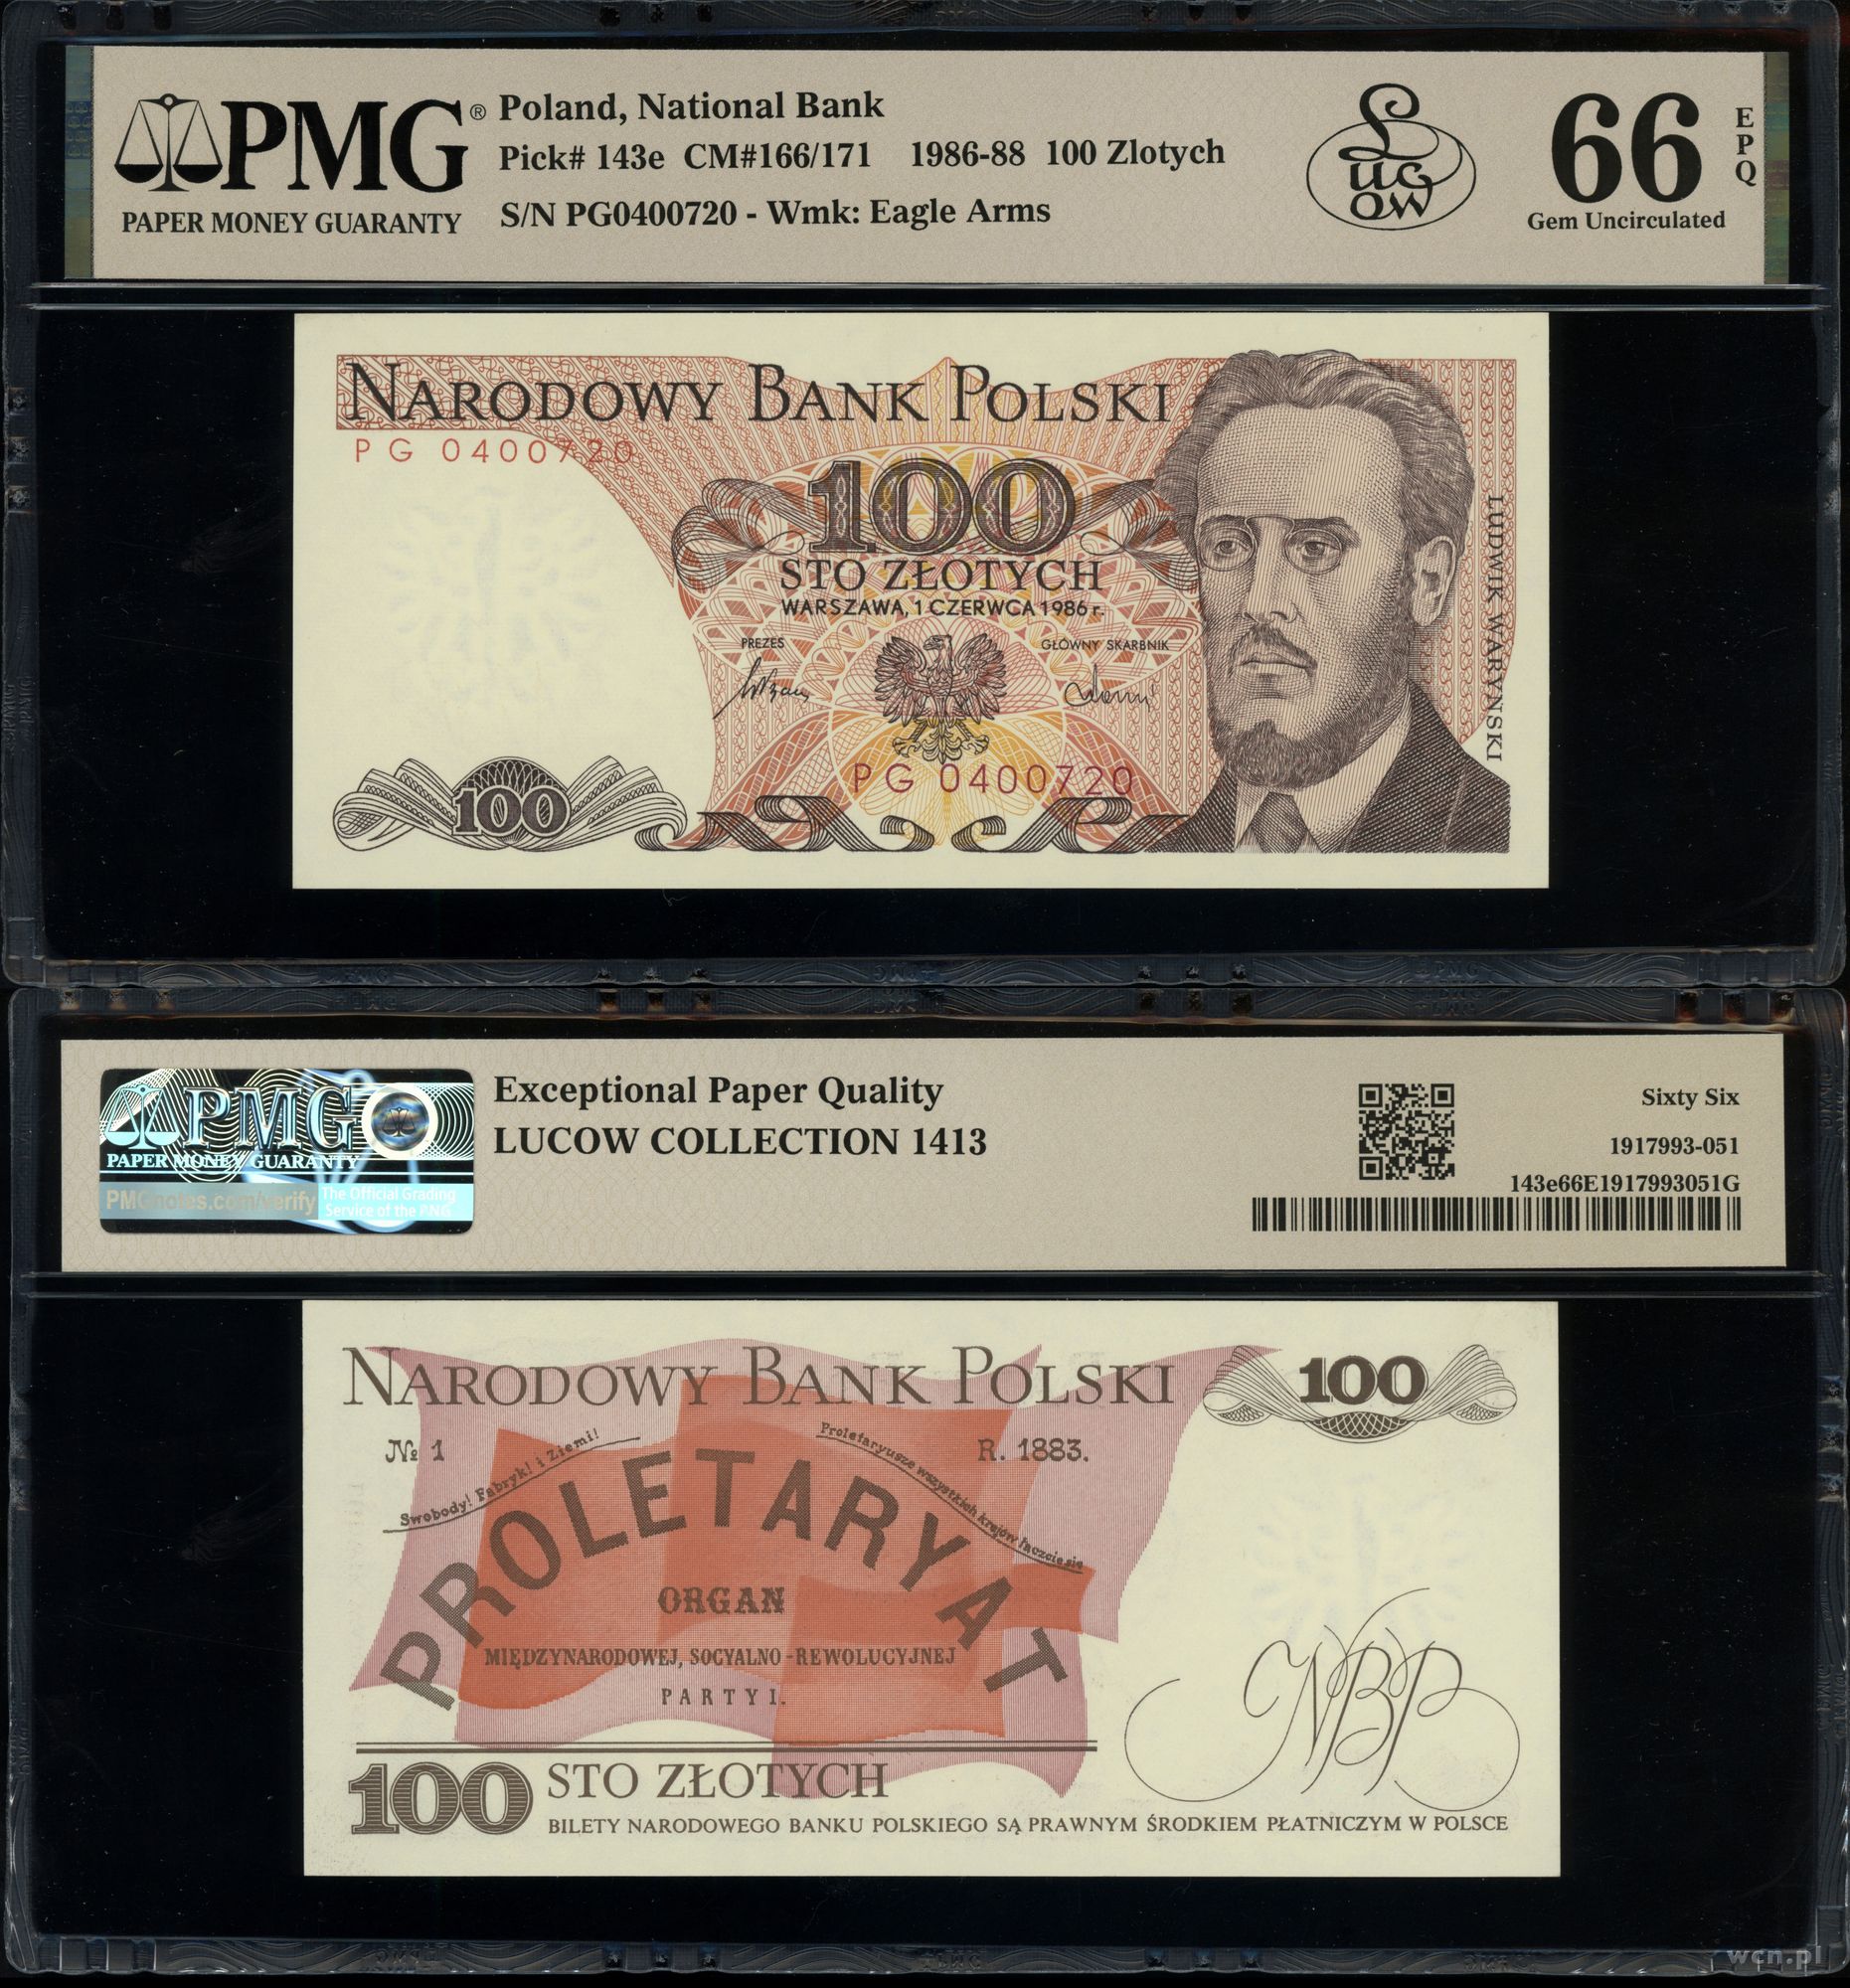 PMG®
PAPER MONEY GUARANTY
Poland, National Bank
Pick# 143e CM#166/171 1986-88 100 Zlotych
S/N PG0400720 - Wmk: Eagle Arms
Lucow
66
EPQ
Gem Uncirculated
NARODOWY BANK POLSKI
PG 0400720
100
STO ZŁOTYCH
WARSZAWA, 1 CZERWCA 1986 r.
PREZES
GŁÓWNY SKARBNIK
PG 0400720
100
LUDWIK WARYŃSKI
PMG
PAPER MONEY GUARANTY
PMGnotes.com/verify
The Official Grading
Service of the PNG
Exceptional Paper Quality
LUCOW COLLECTION 1413
Sixty Six
1917993-051
143e66E1917993051G
NARODOWY BANK POLSKI
100
№ 1
R. 1883.
Swobody! Fabryk! i Ziemi!
Proletaryusze wszystkich krajów łączcie się
PROLETARYAT
ORGAN
MIĘDZYNARODOWEJ, SOCYALNO-REWOLUCYJNEJ
PARTYI.
NBP
100 STO ZŁOTYCH
BILETY NARODOWEGO BANKU POLSKIEGO SĄ PRAWNYM ŚRODKIEM PŁATNICZYM W POLSCE
wcn.pl